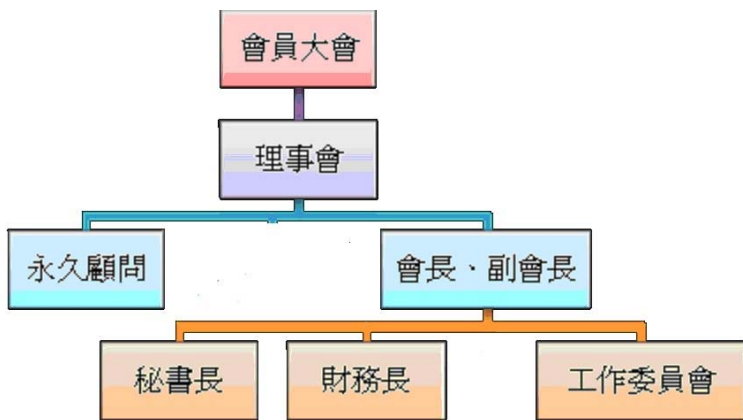 會員大會
理事會
永久顧問
會長、副會長
秘書長
財務長
工作委員會